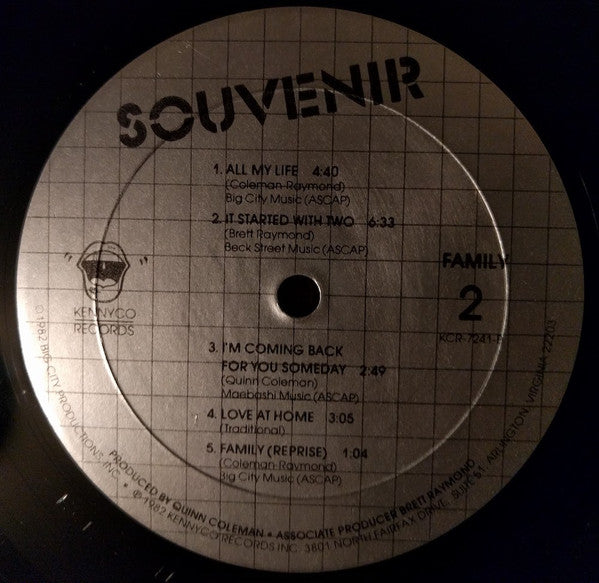 SOUVENIR
1. ALL MY LIFE 4:40
(Coleman-Raymond)
Big City Music (ASCAP)
2. IT STARTED WITH TWO 6:33
(Brett Raymond)
Beck Street Music (ASCAP)
FAMILY
2
KENNYCO
RECORDS
3. I'M COMING BACK
FOR YOU SOMEDAY 2:49
(Quinn Coleman)
Maebashi Music (ASCAP)
4. LOVE AT HOME 3:05
(Traditional)
5. FAMILY (REPRISE) 1:04
(Coleman-Raymond)
Big City Music (ASCAP)
PRODUCED BY QUINN COLEMAN • ASSOCIATE PRODUCER BRETT RAYMOND
©1982 BIG CITY PRODUCTIONS, INC. • ℗1982 KENNYCO RECORDS INC. 3801 NORTH FAIRFAX DRIVE, SUITE 51, ARLINGTON, VIRGINIA 22203